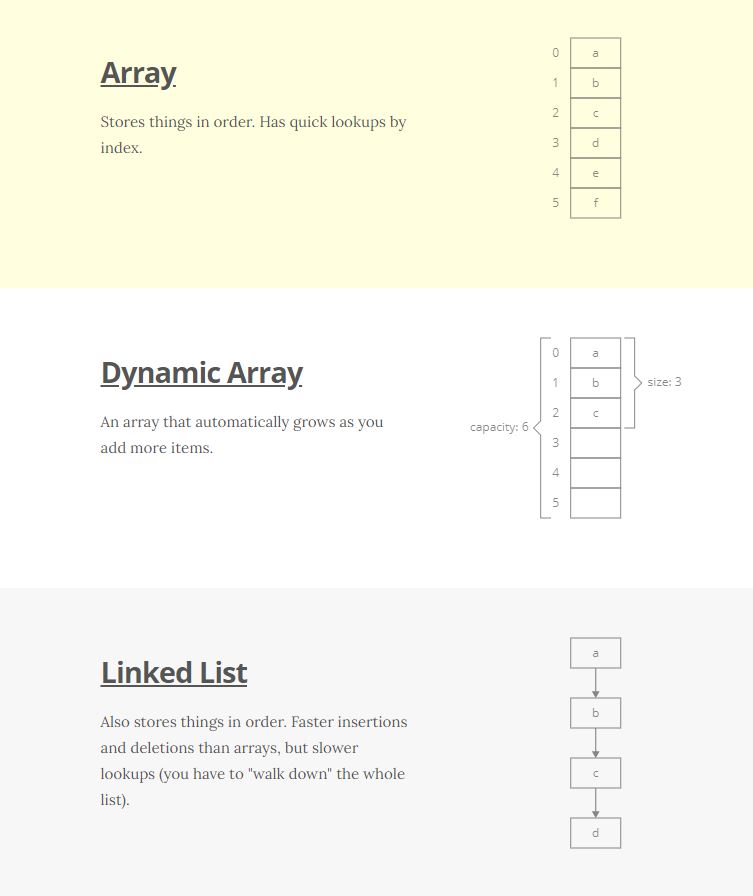 Array
Stores things in order. Has quick lookups by
index.
0 a
1 b
2 c
3 d
4 e
5 f
Dynamic Array
An array that automatically grows as you
add more items.
capacity: 6
0 a
1 b
2 c
3
4
5
size: 3
Linked List
Also stores things in order. Faster insertions
and deletions than arrays, but slower
lookups (you have to "walk down" the whole
list).
a
b
c
d